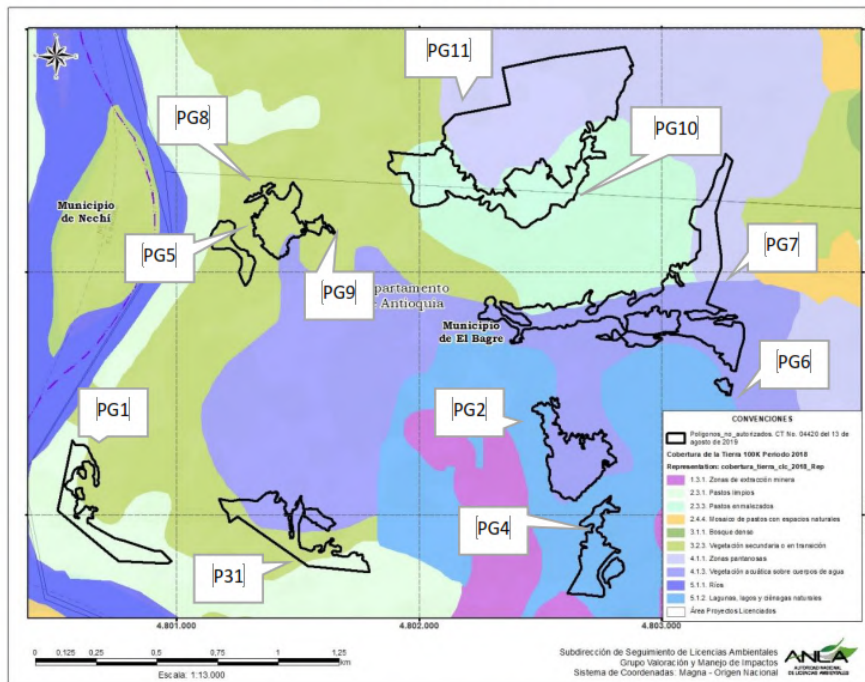 PG11
PG8
PG10
Municipio
de Nechí
PG5
PG7
PG9
partamento
Antioquia
Municipio
de El Bagre
PG6
PG1
PG2
PG4
P31
CONVENCIONES
Polígonos_no_autorizados. CT No. 04420 del 13 de
agosto de 2019
Cobertura de la Tierra 100K Periodo 2018
Representation: cobertura_tierra_clc_2018_Rep
1.3.1. Zonas de extracción minera
2.3.1. Pastos limpios
2.3.3. Pastos enmalezados
2.4.4. Mosaico de pastos con espacios naturales
3.1.1. Bosque denso
3.2.3. Vegetación secundaria o en transición
4.1.1. Zonas pantanosas
4.1.3. Vegetación acuática sobre cuerpos de agua
5.1.1. Ríos
5.1.2. Lagunas, lagos y ciénagas naturales
Área Proyectos Licenciados
4.801.000
4.802.000
4.803.000
0 0,125 0,25 0,5 0,75 1 1,25
km
Escala: 1:13.000
Subdirección de Seguimiento de Licencias Ambientales
Grupo Valoración y Manejo de Impactos
Sistema de Coordenadas: Magna - Origen Nacional
ANLA
AUTORIDAD NACIONAL
DE LICENCIAS AMBIENTALES